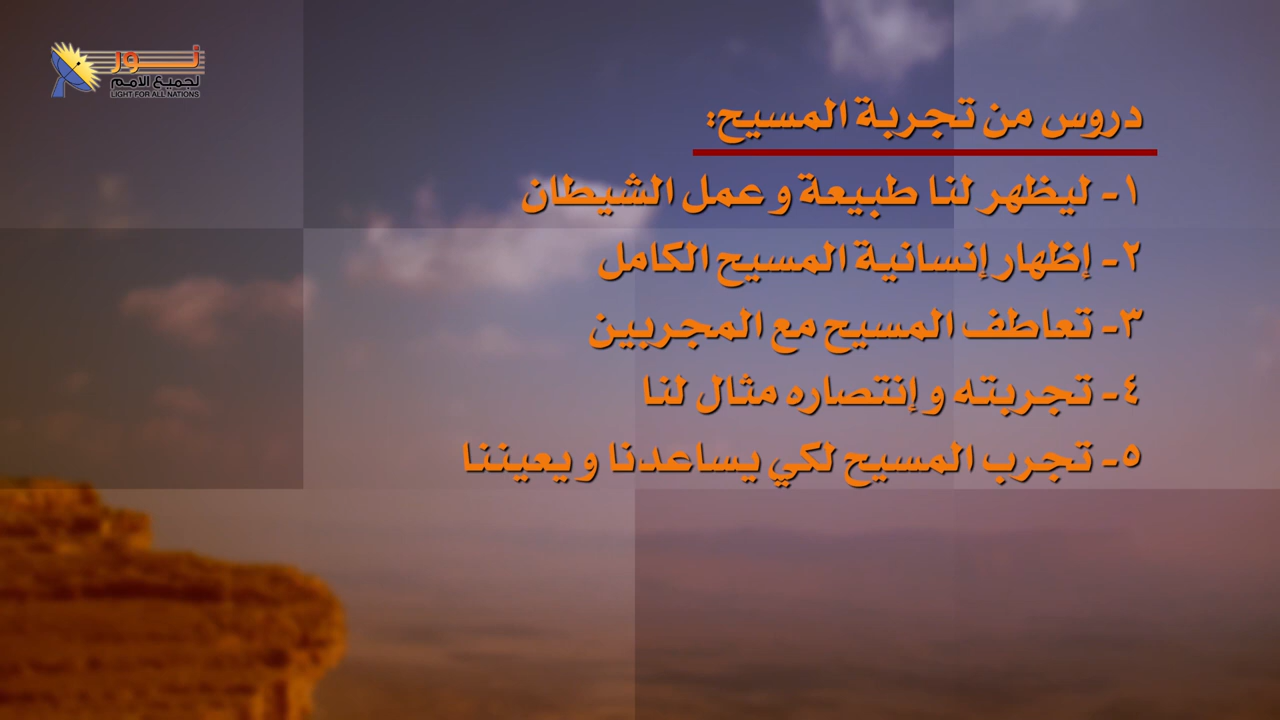 نور
لجميع الامم
LIGHT FOR ALL NATIONS
دروس من تجربة المسيح:
١- ليظهر لنا طبيعة و عمل الشيطان
٢- إظهار إنسانية المسيح الكامل
٣- تعاطف المسيح مع المجربين
٤- تجربته و إنتصاره مثال لنا
٥- تجرب المسيح لكي يساعدنا و يعيننا